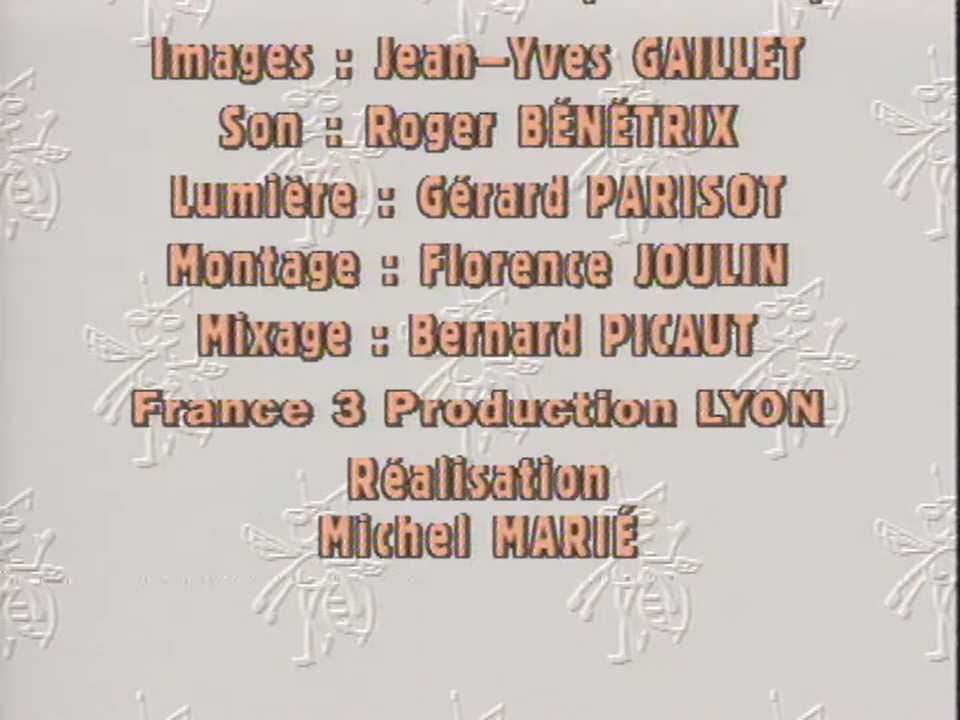 Images : Jean-Yves GAILLET
Son : Roger BÉNÉTRIX
Lumière : Gérard PARISOT
Montage : Florence JOULIN
Mixage : Bernard PICAUT
France 3 Production LYON
Réalisation
Michel MARIÉ